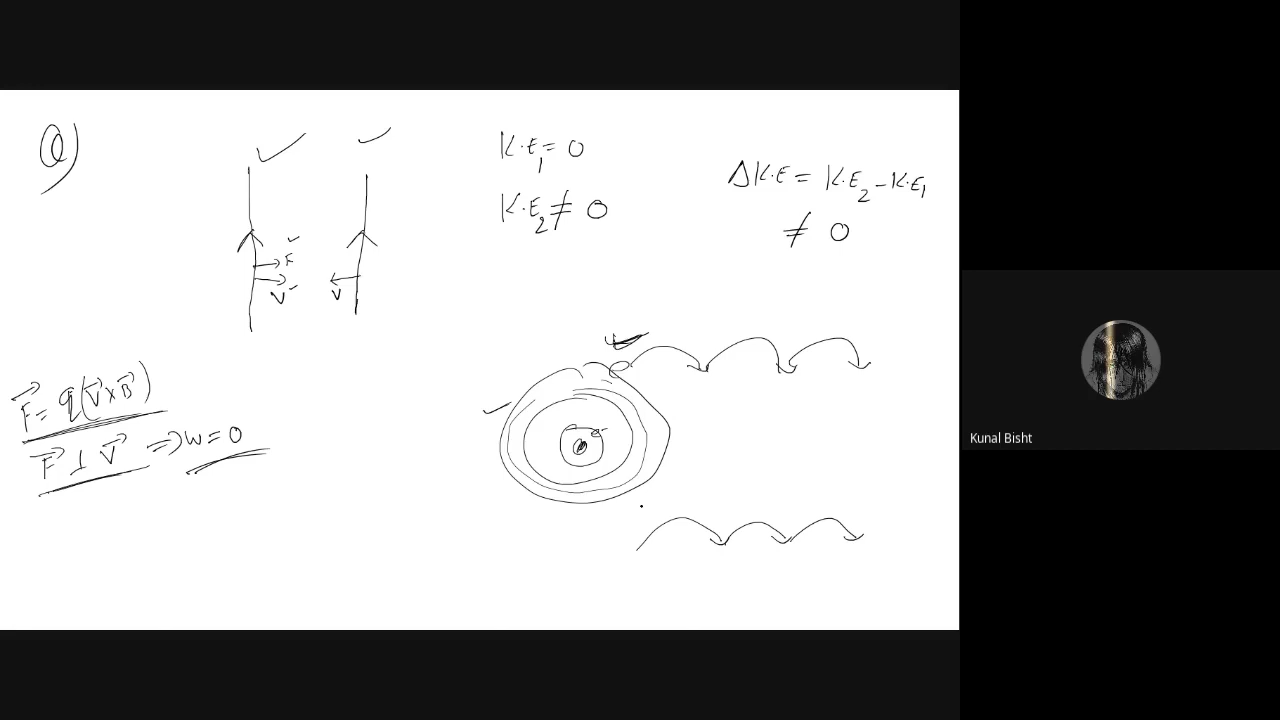 Q)
K.E₁ = 0
K.E₂ ≠ 0
ΔK.E = K.E₂ - K.E₁
≠ 0
F
V
V
F⃗ = q(V⃗ × B⃗)
F⃗ ⊥ V⃗ ⇒ W = 0
Kunal Bisht